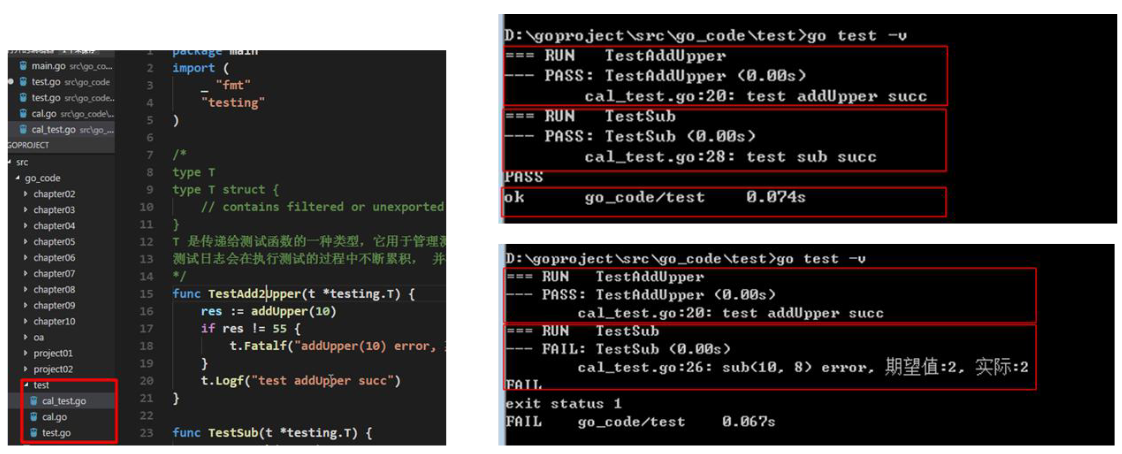 main.go src\go_co...
test.go src\go_code
test.go src\go_code..
cal.go src\go_code\..
cal_test.go src\go_...
GOPROJECT
src
go_code
chapter02
chapter03
chapter04
chapter05
chapter06
chapter07
chapter08
chapter09
chapter10
oa
project01
project02
test
cal_test.go
cal.go
test.go
1 package main
2 import (
3 _ "fmt"
4 "testing"
5 )
6
7 /*
8 type T
9 type T struct {
10 // contains filtered or unexported
11 }
12 T 是传递给测试函数的一种类型，它用于管理测
13 测试日志会在执行测试的过程中不断累积， 并
14 */
15 func TestAdd2Upper(t *testing.T) {
16 res := addUpper(10)
17 if res != 55 {
18 t.Fatalf("addUpper(10) error,
19 }
20 t.Logf("test addUpper succ")
21 }
22
23 func TestSub(t *testing.T) {
D:\goproject\src\go_code\test>go test -v
=== RUN TestAddUpper
--- PASS: TestAddUpper (0.00s)
cal_test.go:20: test addUpper succ
=== RUN TestSub
--- PASS: TestSub (0.00s)
cal_test.go:28: test sub succ
PASS
ok go_code/test 0.074s
D:\goproject\src\go_code\test>go test -v
=== RUN TestAddUpper
--- PASS: TestAddUpper (0.00s)
cal_test.go:20: test addUpper succ
=== RUN TestSub
--- FAIL: TestSub (0.00s)
cal_test.go:26: sub(10, 8) error, 期望值:2, 实际:2
FAIL
exit status 1
FAIL go_code/test 0.067s